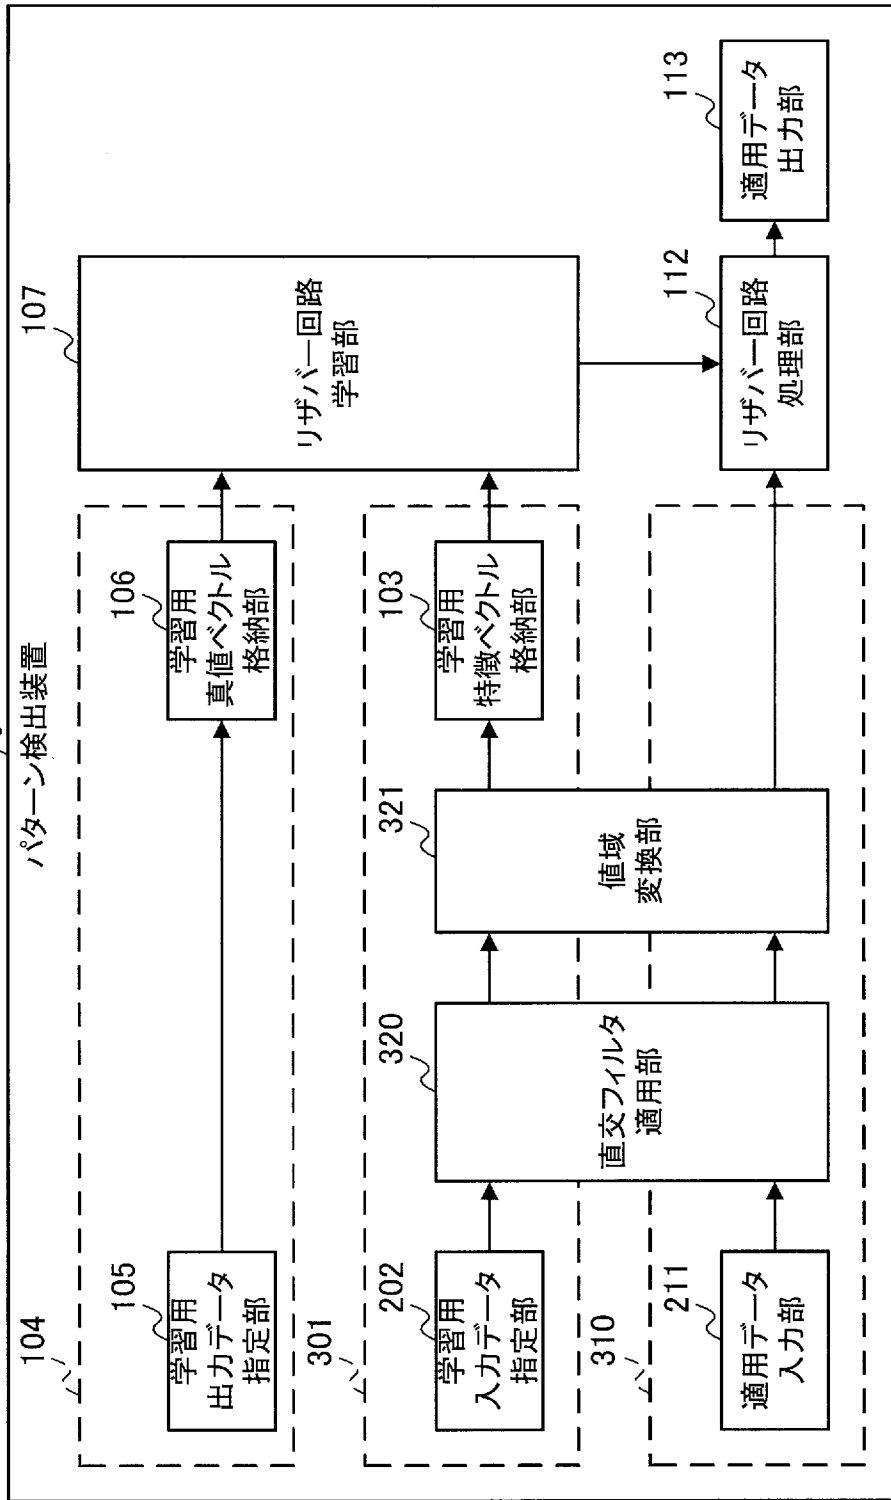 パターン検出装置
104
105
学習用
出力データ
指定部
106
学習用
真値ベクトル
格納部
107
リザバー回路
学習部
301
202
学習用
入力データ
指定部
320
直交フィルタ
適用部
321
値域
変換部
103
学習用
特徴ベクトル
格納部
310
211
適用データ
入力部
112
リザバー回路
処理部
113
適用データ
出力部